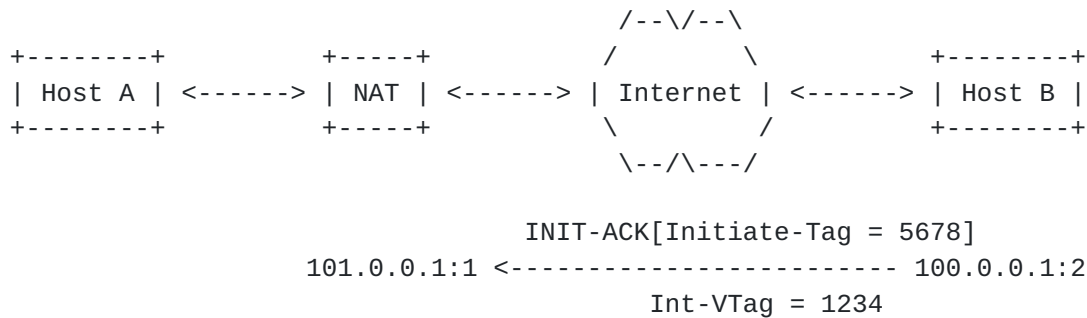 /--\/--\
+--------+ +-----+ / \ +--------+
| Host A | <------> | NAT | <------> | Internet | <------> | Host B |
+--------+ +-----+ \ / +--------+
\--/\---/
INIT-ACK[Initiate-Tag = 5678]
101.0.0.1:1 <------------------------- 100.0.0.1:2
Int-VTag = 1234